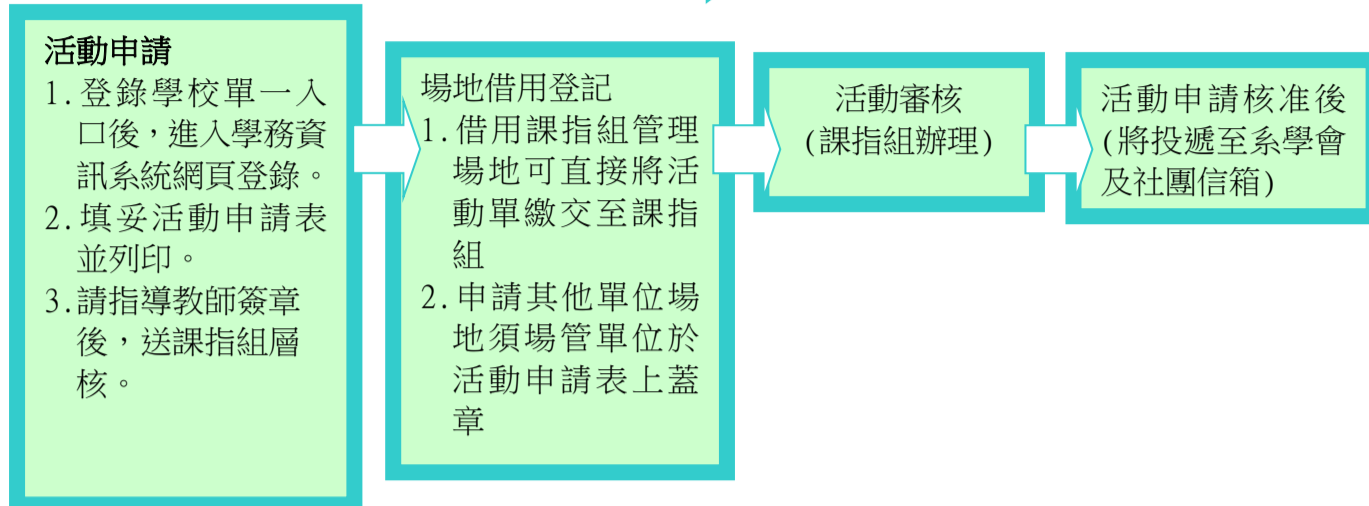 活動申請
1.登錄學校單一入
口後，進入學務資
訊系統網頁登錄。
2.填妥活動申請表
並列印。
3.請指導教師簽章
後，送課指組層
核。
場地借用登記
1.借用課指組管理
場地可直接將活
動單繳交至課指
組
2.申請其他單位場
地須場管單位於
活動申請表上蓋
章
活動審核
(課指組辦理)
活動申請核准後
(將投遞至系學會
及社團信箱)